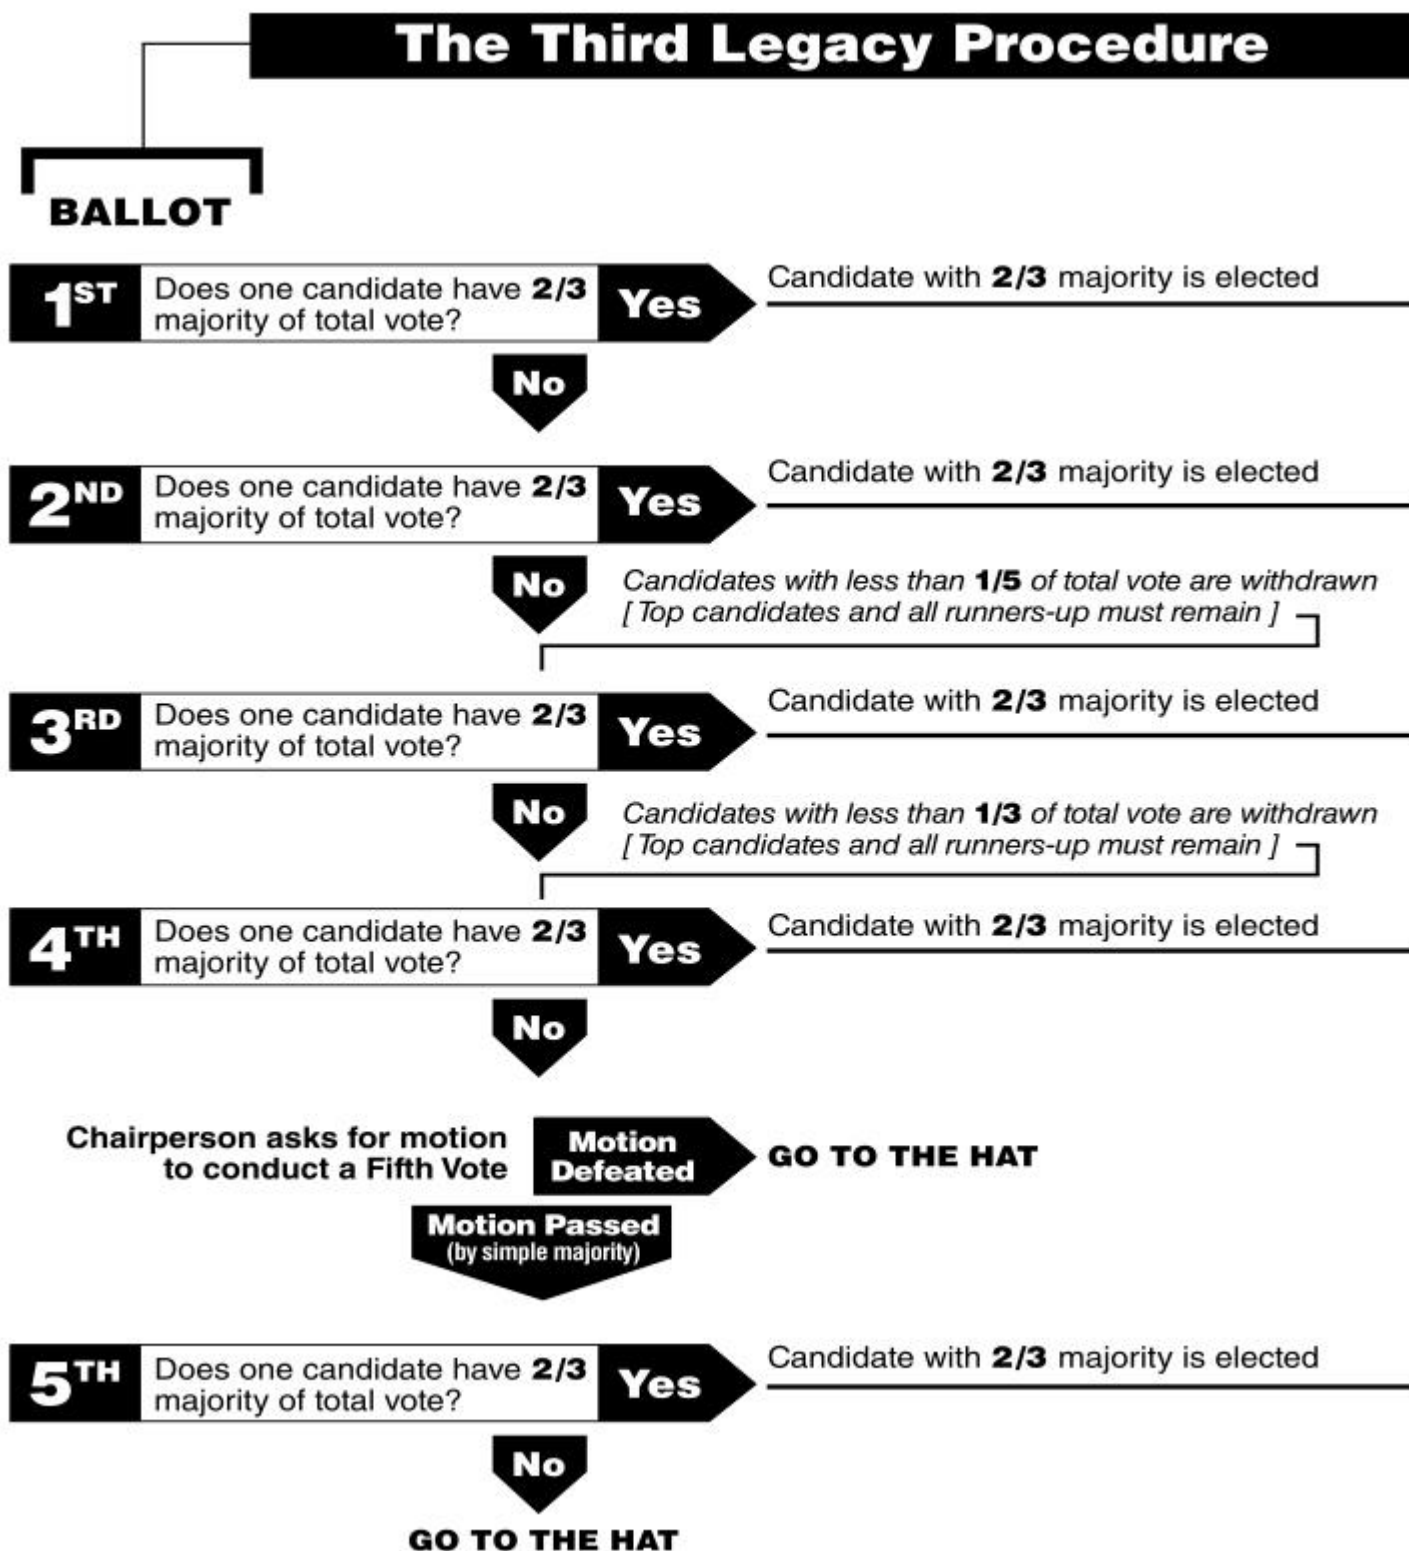 The Third Legacy Procedure
BALLOT
1ST
Does one candidate have 2/3
majority of total vote?
Yes
Candidate with 2/3 majority is elected
No
2ND
Does one candidate have 2/3
majority of total vote?
Yes
Candidate with 2/3 majority is elected
No
Candidates with less than 1/5 of total vote are withdrawn
[ Top candidates and all runners-up must remain ]
3RD
Does one candidate have 2/3
majority of total vote?
Yes
Candidate with 2/3 majority is elected
No
Candidates with less than 1/3 of total vote are withdrawn
[ Top candidates and all runners-up must remain ]
4TH
Does one candidate have 2/3
majority of total vote?
Yes
Candidate with 2/3 majority is elected
No
Chairperson asks for motion
to conduct a Fifth Vote
Motion
Defeated
GO TO THE HAT
Motion Passed
(by simple majority)
5TH
Does one candidate have 2/3
majority of total vote?
Yes
Candidate with 2/3 majority is elected
No
GO TO THE HAT